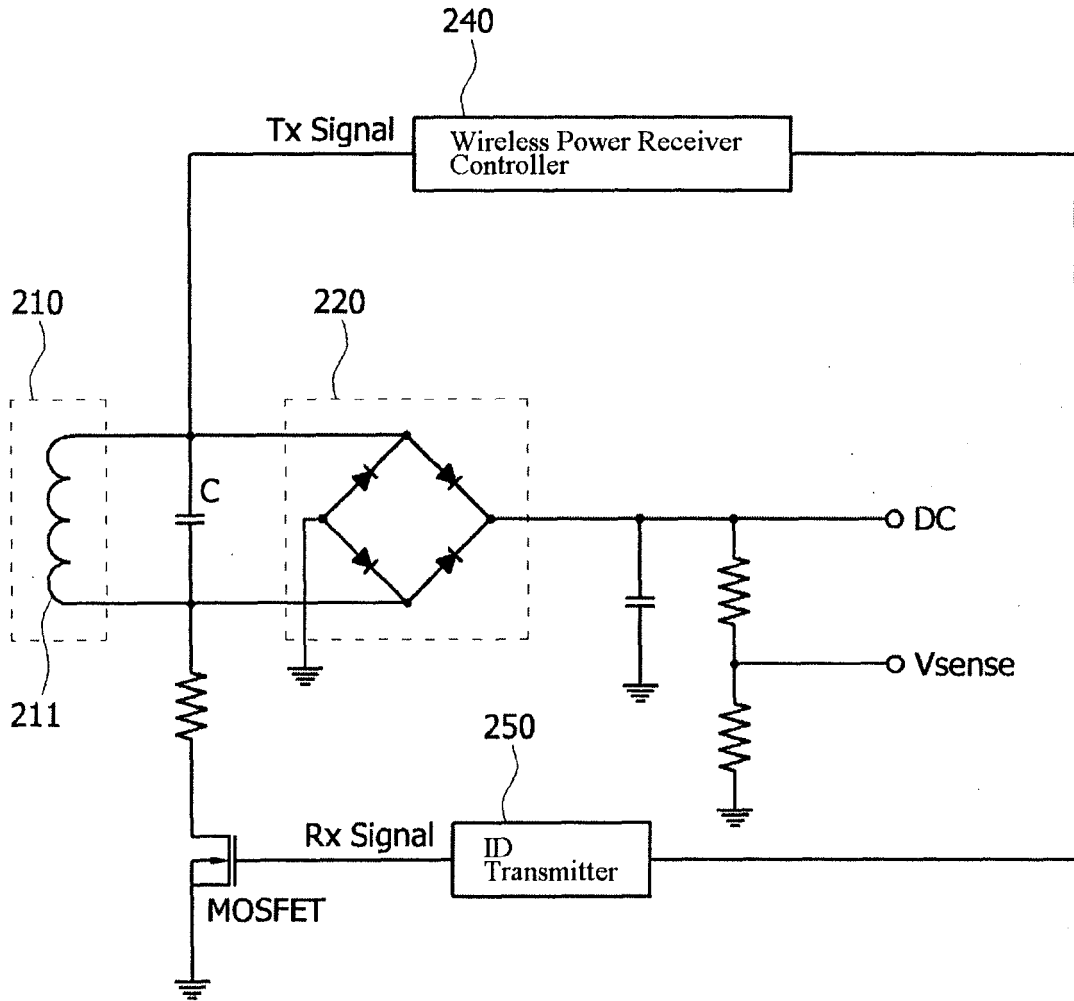 240
Tx Signal
Wireless Power Receiver
Controller
210
220
C
DC
Vsense
211
250
Rx Signal
ID
Transmitter
MOSFET